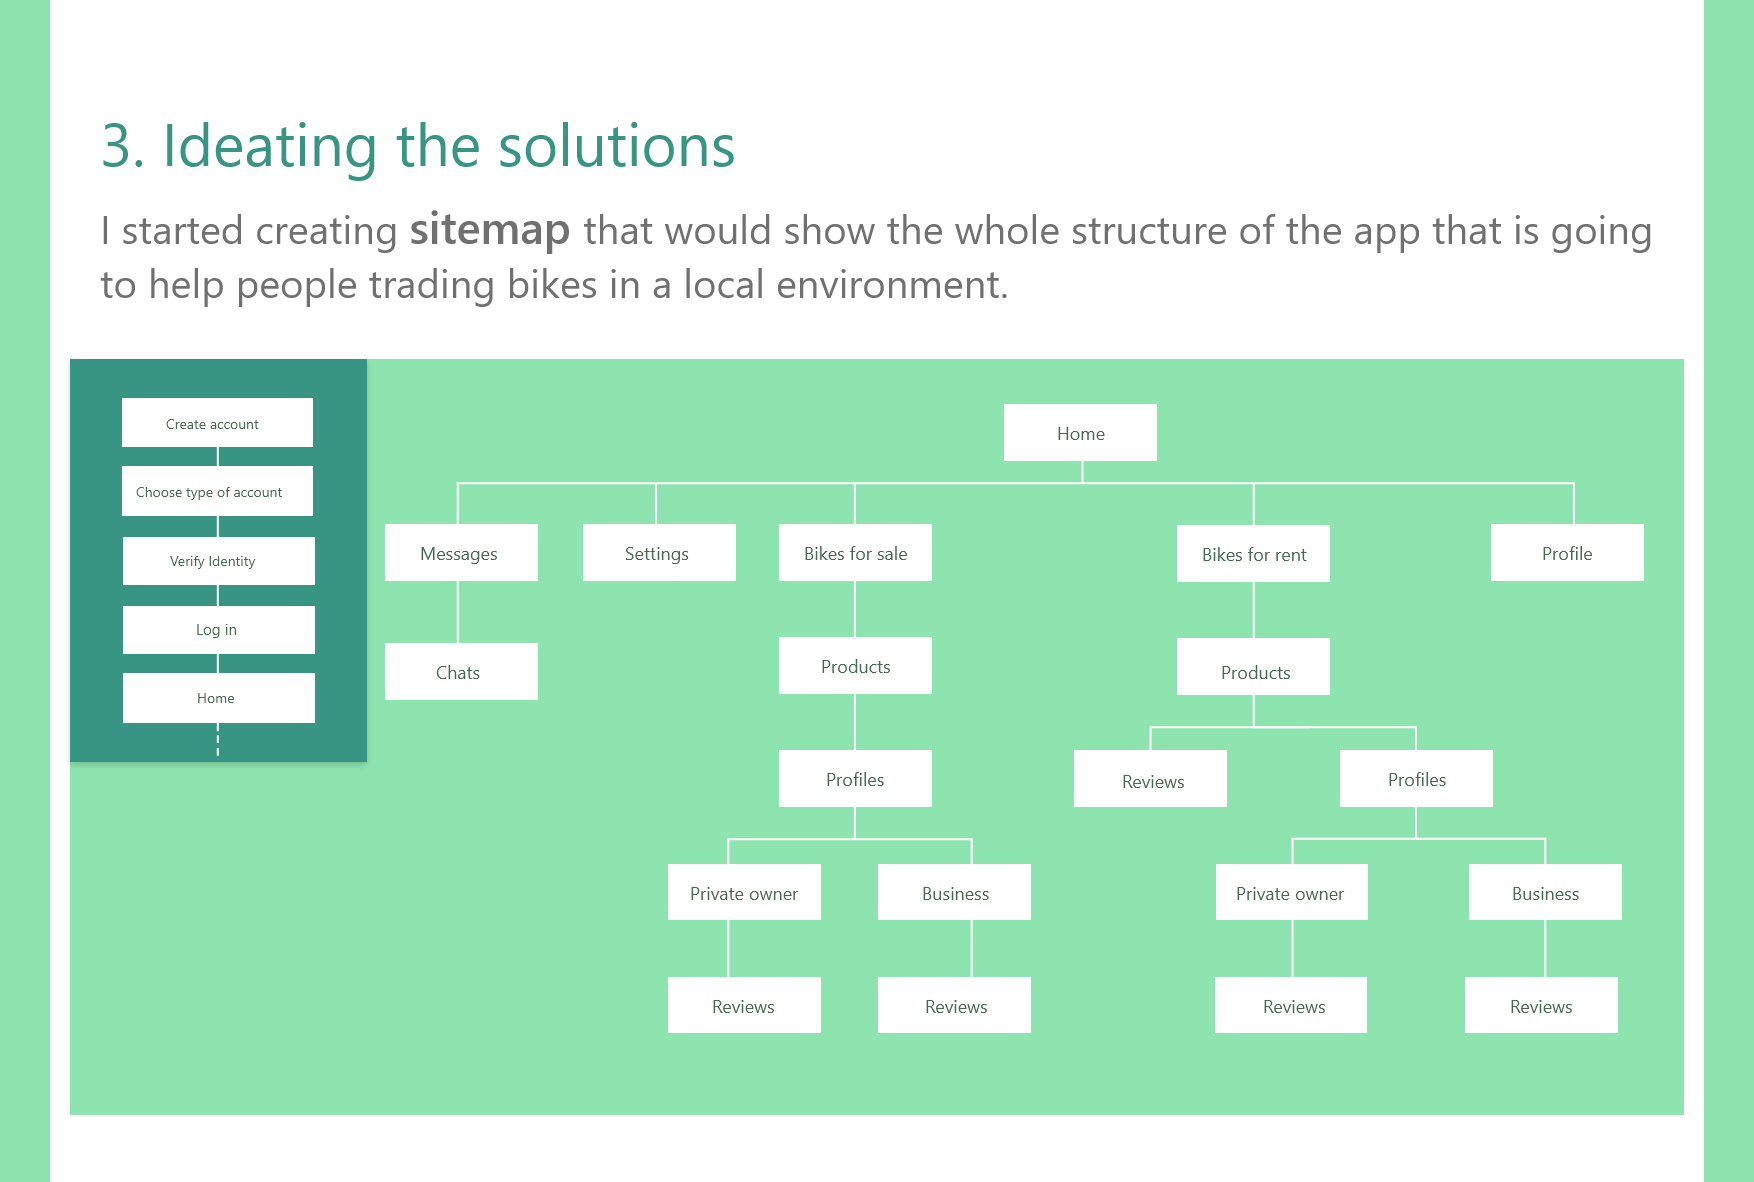 3. Ideating the solutions
I started creating sitemap that would show the whole structure of the app that is going
to help people trading bikes in a local environment.
Create account
Choose type of account
Verify Identity
Log in
Home
Home
Messages
Settings
Bikes for sale
Bikes for rent
Profile
Chats
Products
Products
Profiles
Reviews
Profiles
Private owner
Business
Private owner
Business
Reviews
Reviews
Reviews
Reviews